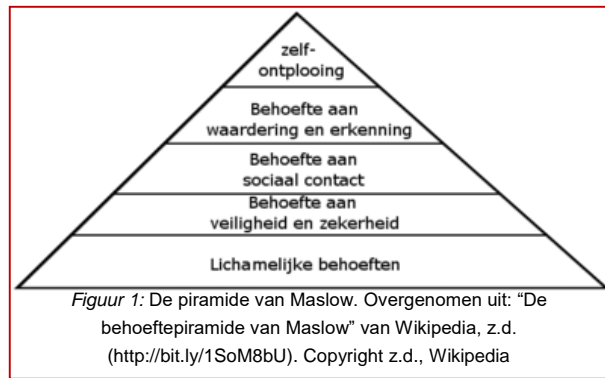 zelf-
ontplooing
Behoefte aan
waardering en erkenning
Behoefte aan
sociaal contact
Behoefte aan
veiligheid en zekerheid
Lichamelijke behoeften
Figuur 1: De piramide van Maslow. Overgenomen uit: “De
behoeftepiramide van Maslow” van Wikipedia, z.d.
(http://bit.ly/1SoM8bU). Copyright z.d., Wikipedia